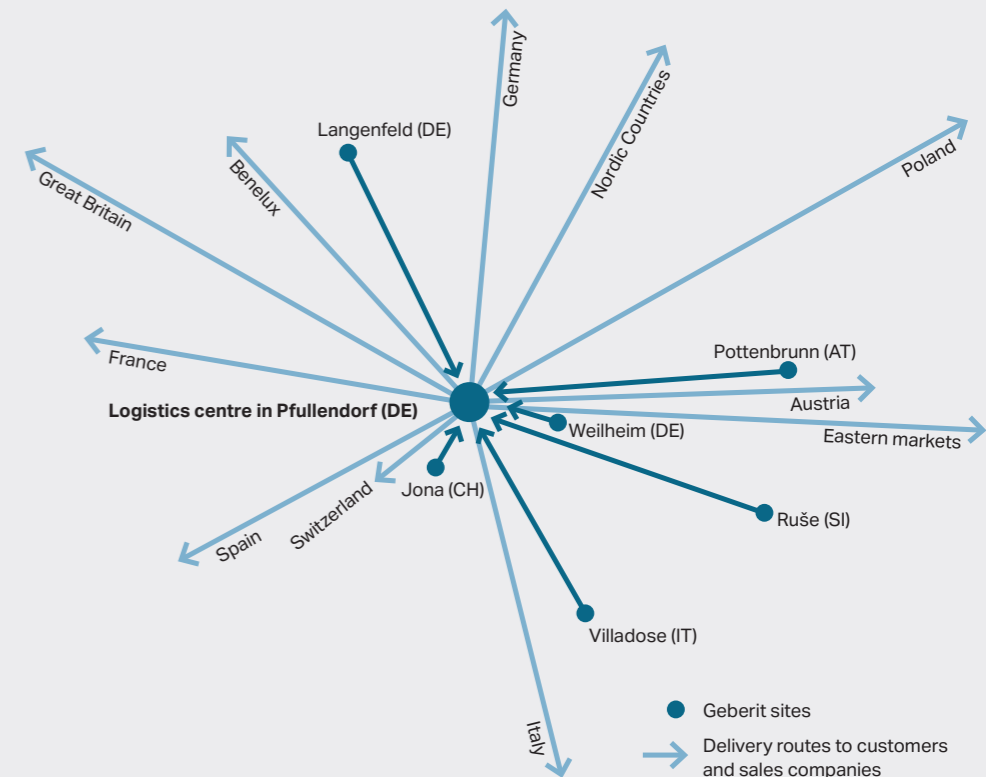 Germany
Nordic Countries
Langenfeld (DE)
Poland
Benelux
Great Britain
Pottenbrunn (AT)
France
Austria
Logistics centre in Pfullendorf (DE)
Weilheim (DE)
Eastern markets
Jona (CH)
Switzerland
Ruše (SI)
Spain
Villadose (IT)
Italy
Geberit sites
Delivery routes to customers
and sales companies